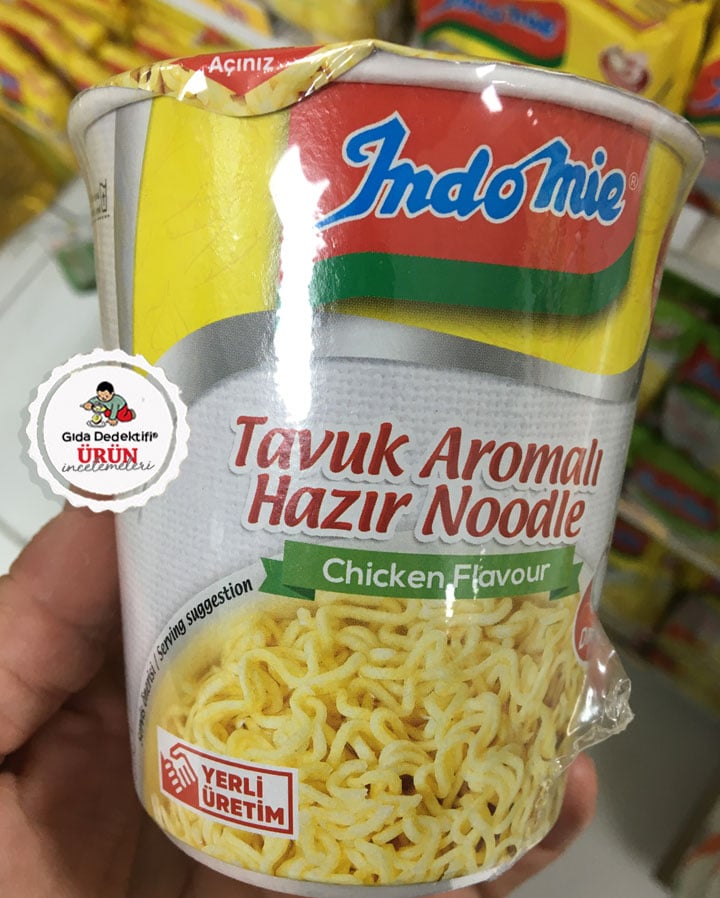 Açınız
Indomie®
Gıda Dedektifi®
ÜRÜN
incelemeleri
Tavuk Aromalı
Hazır Noodle
Chicken Flavour
Serving suggestion
YERLİ
ÜRETİM